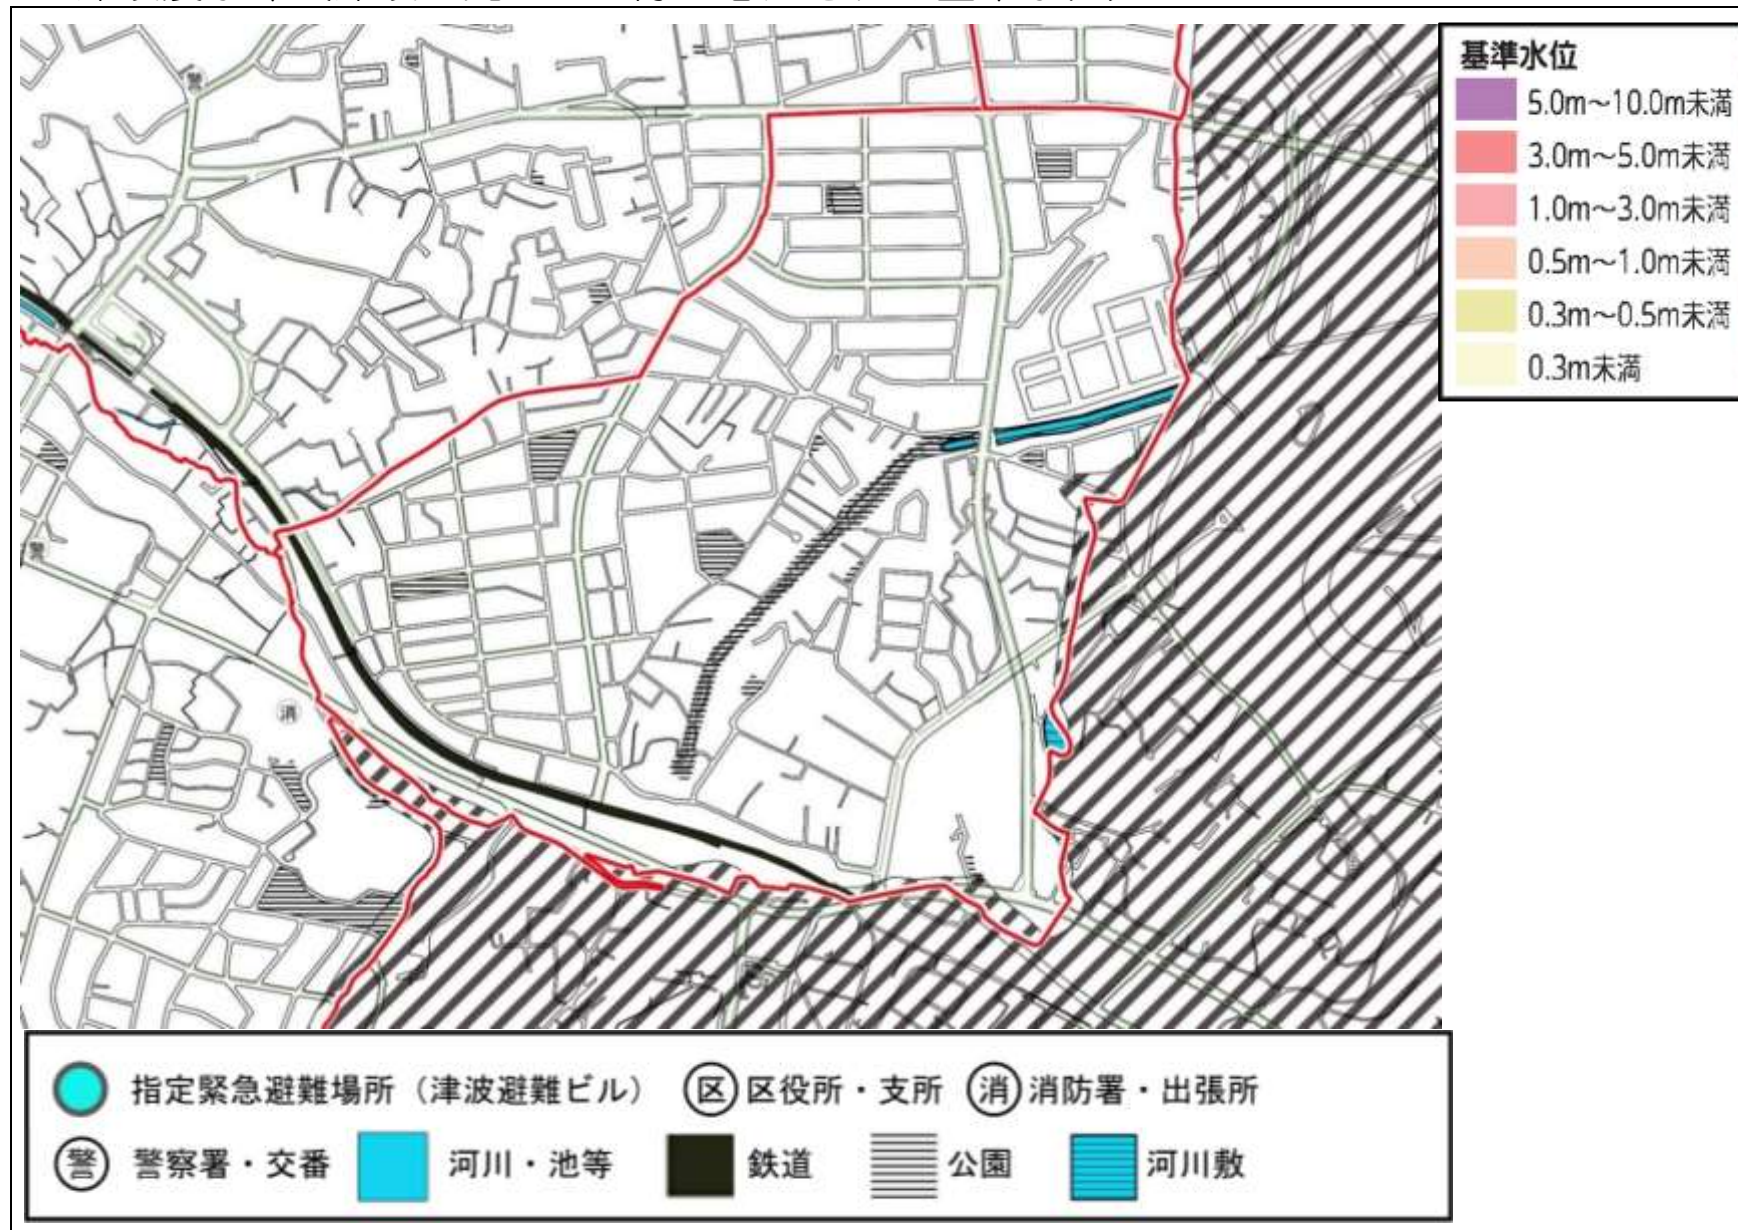 警
消
警
基準水位
5.0m～10.0m未満
3.0m～5.0m未満
1.0m～3.0m未満
0.5m～1.0m未満
0.3m～0.5m未満
0.3m未満
指定緊急避難場所（津波避難ビル） 区 区役所・支所 消 消防署・出張所
警 警察署・交番 河川・池等 鉄道 公園 河川敷